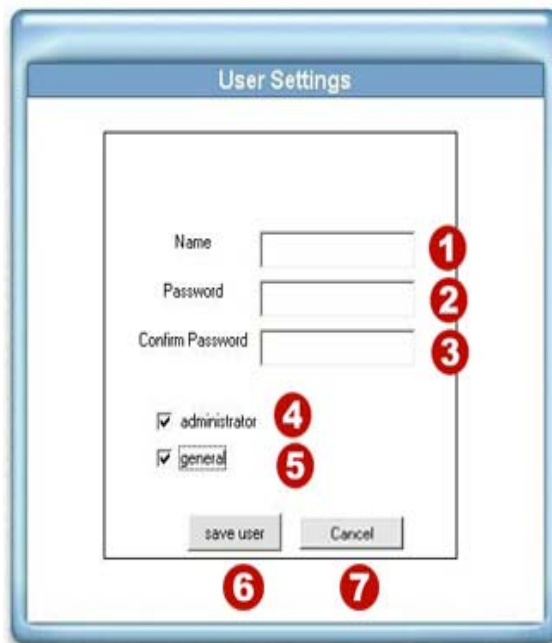 User Settings
Name 1
Password 2
Confirm Password 3
administrator 4
general 5
save user Cancel
6 7